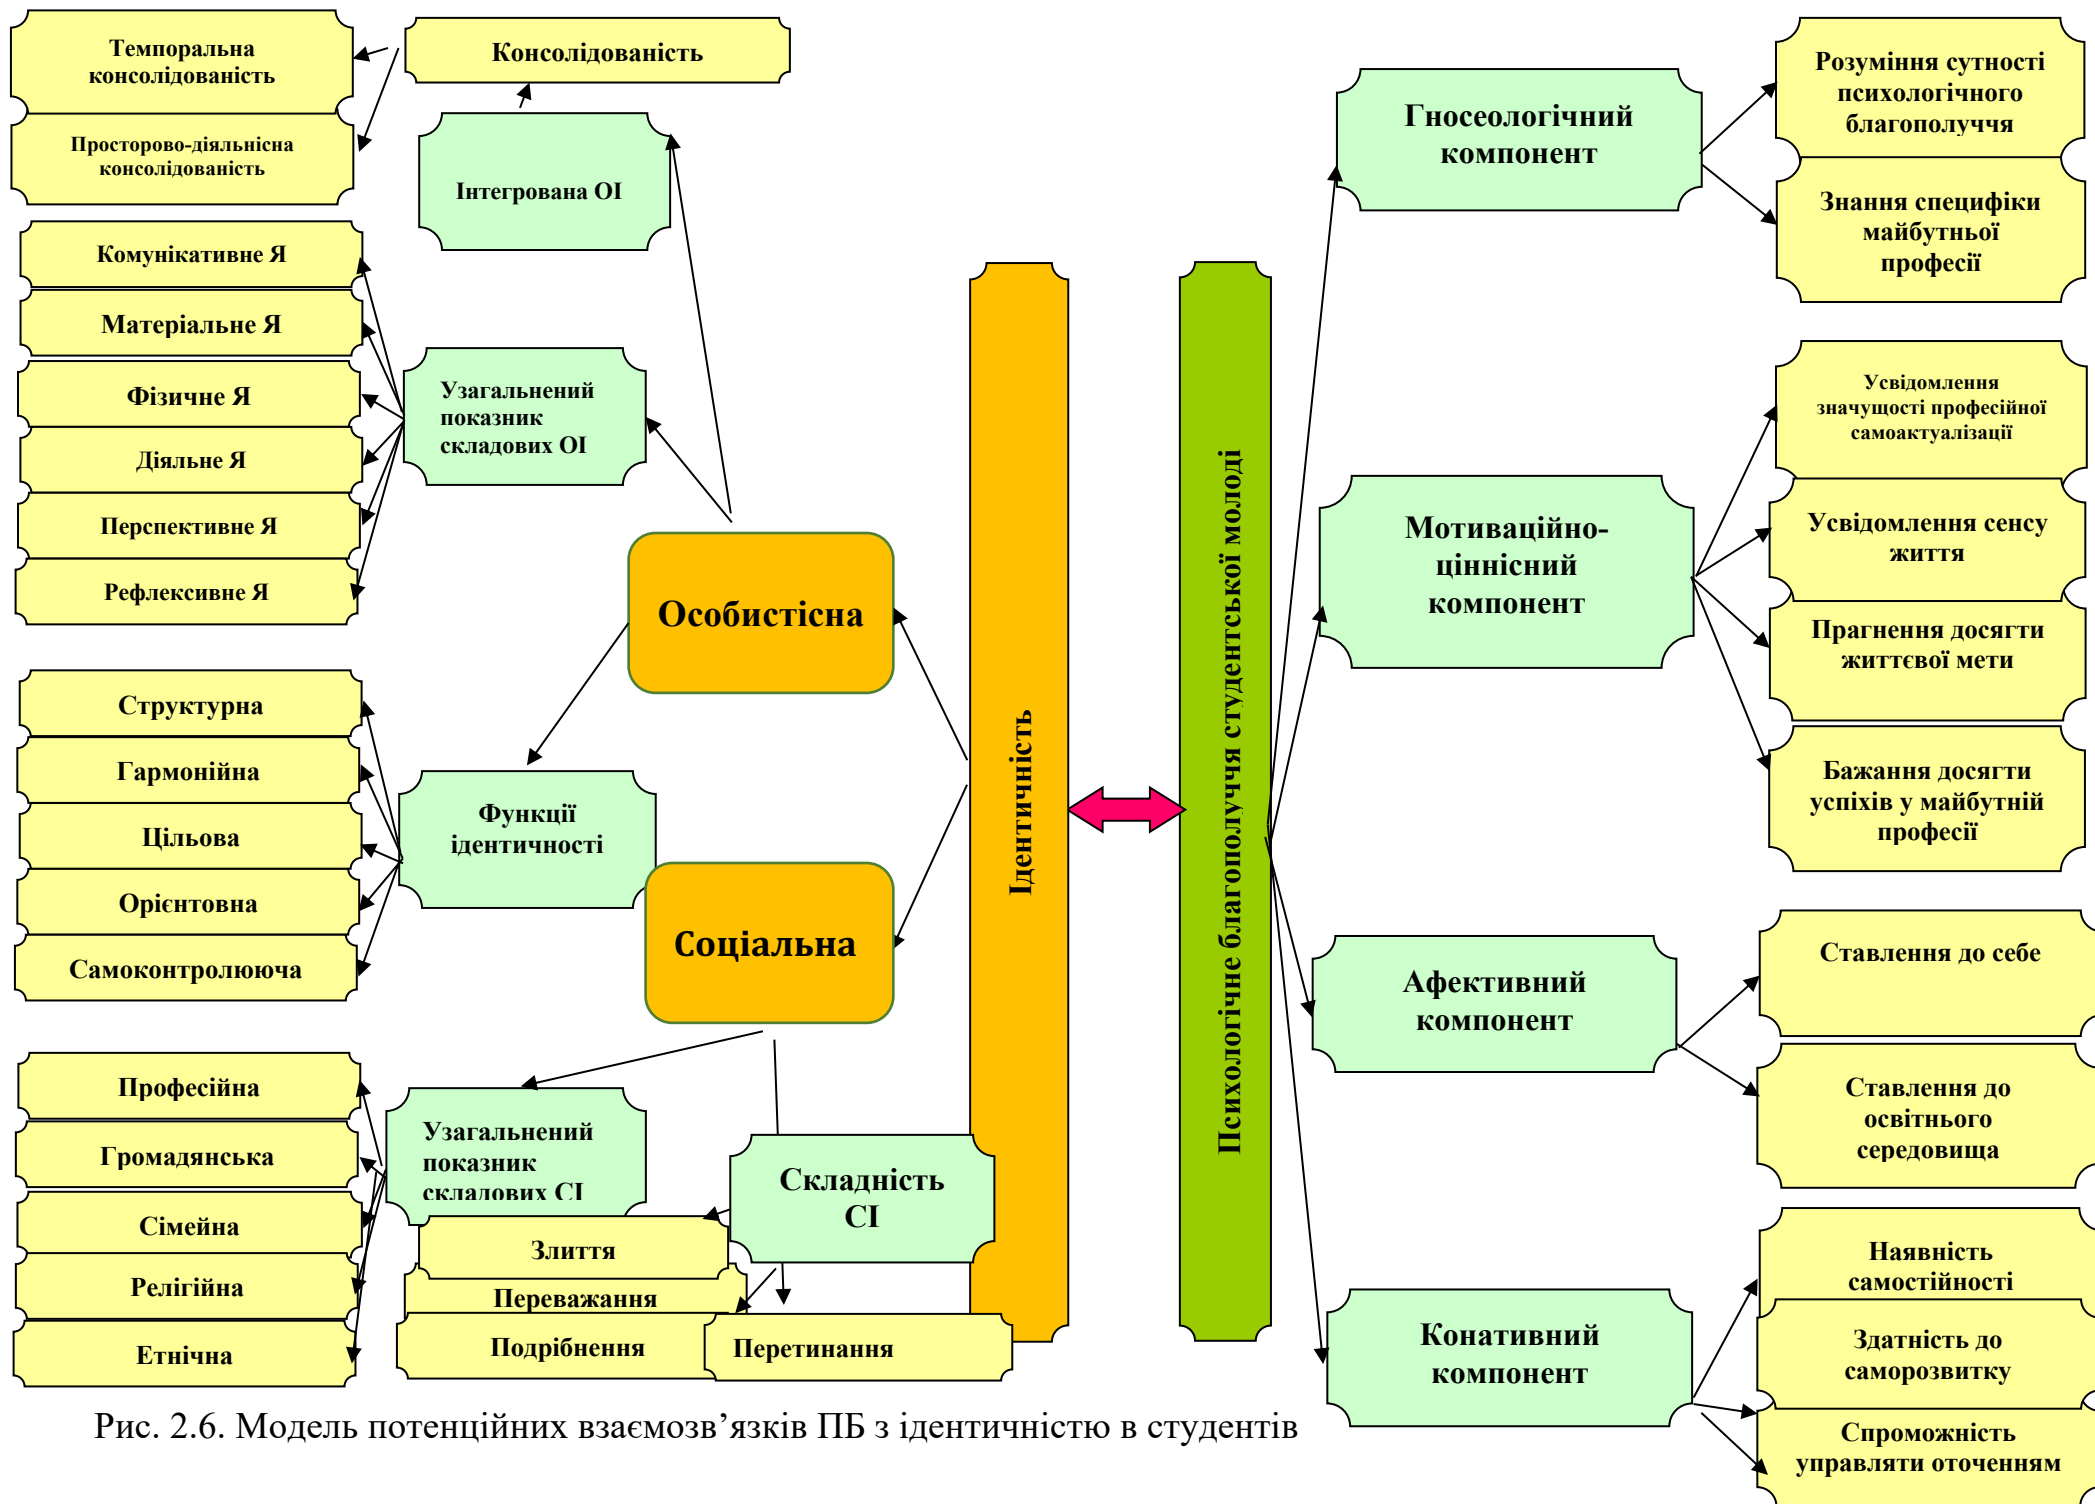 Темпоральна
консолідованість
Просторово-діяльнісна
консолідованість
Консолідованість
Інтегрована ОІ
Комунікативне Я
Матеріальне Я
Фізичне Я
Діяльне Я
Перспективне Я
Рефлексивне Я
Узагальнений
показник
складових ОІ
Особистісна
Структурна
Гармонійна
Цільова
Орієнтовна
Самоконтролююча
Функції
ідентичності
Соціальна
Професійна
Громадянська
Сімейна
Релігійна
Етнічна
Узагальнений
показник
складових СІ
Складність
СІ
Злиття
Переважання
Подрібнення
Перетинання
Ідентичність
Психологічне благополуччя студентської молоді
Гносеологічний
компонент
Розуміння сутності
психологічного
благополуччя
Знання специфіки
майбутньої
професії
Мотиваційно-
ціннісний
компонент
Усвідомлення
значущості професійної
самоактуалізації
Усвідомлення сенсу
життя
Прагнення досягти
життєвої мети
Бажання досягти
успіхів у майбутній
професії
Афективний
компонент
Ставлення до себе
Ставлення до
освітнього
середовища
Конативний
компонент
Наявність
самостійності
Здатність до
саморозвитку
Спроможність
управляти оточенням
Рис. 2.6. Модель потенційних взаємозв’язків ПБ з ідентичністю в студентів